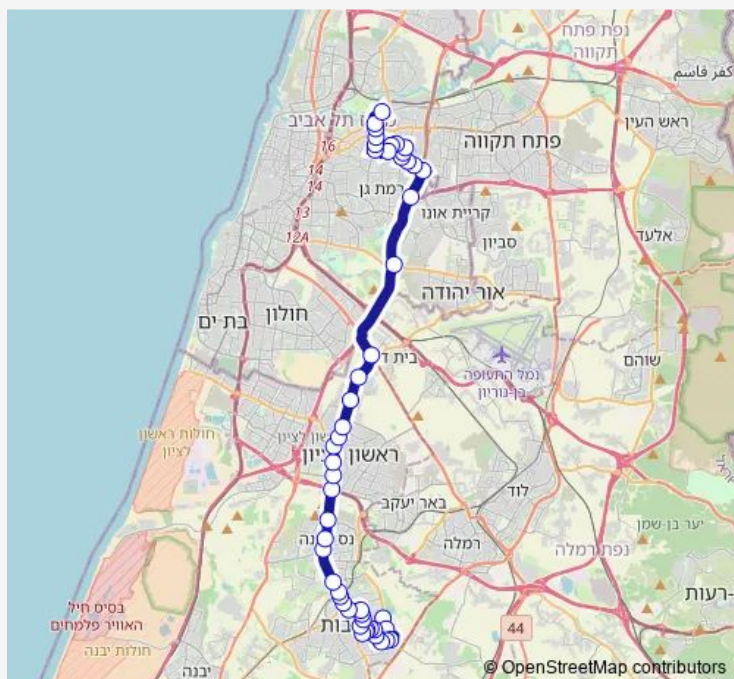 נפת פתח
תקווה
כפר קאסם
ראש העין
פתח תקווה
16
14
14
13
12A
רמת גן
קריית אונו
סביון
אלעד
אור יהודה
חולון
בת ים
בית ד
נמל התעופה
בן-גוריון
שוהם
חולות ראשון
לציון
ראשון
לוד
באר יעקב
רמלה
יער בן-שמן
נפת רמלה
בסיס חיל
האוויר פלמחים
חולות יבנה
יבנה
44
רעות-
© OpenStreetMap contributors